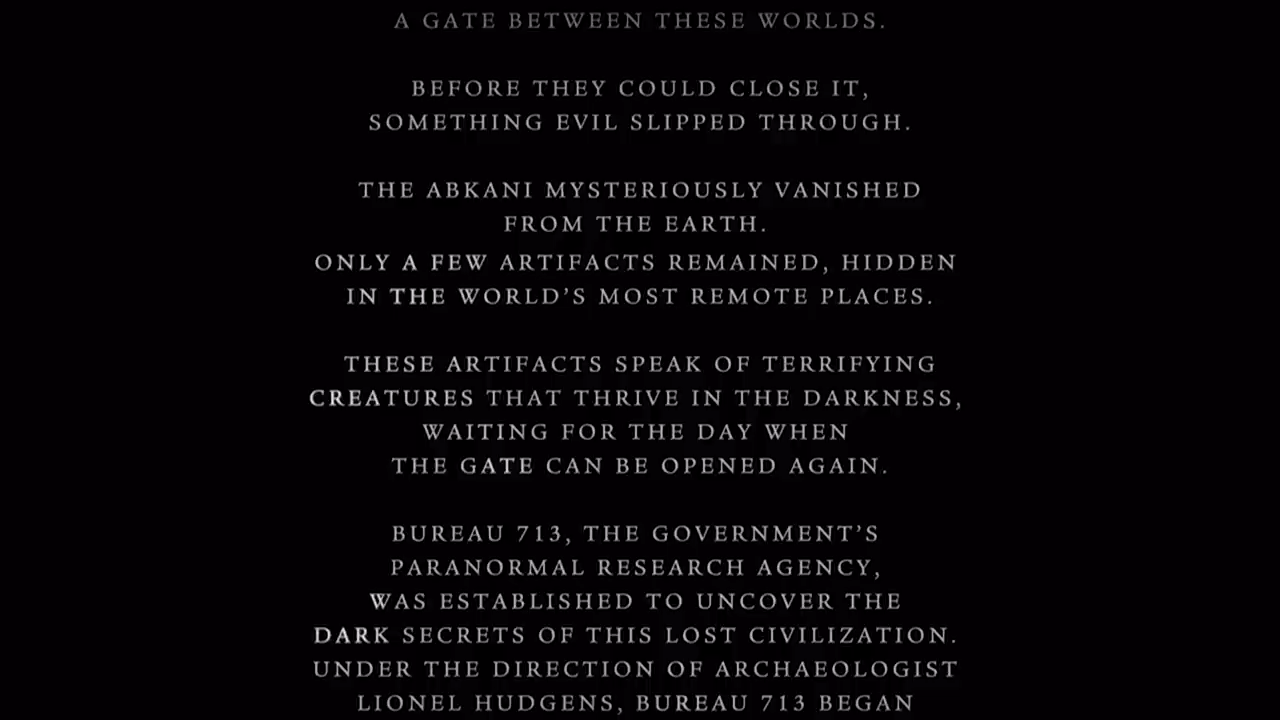 A GATE BETWEEN THESE WORLDS.
BEFORE THEY COULD CLOSE IT,
SOMETHING EVIL SLIPPED THROUGH.
THE ABKANI MYSTERIOUSLY VANISHED
FROM THE EARTH.
ONLY A FEW ARTIFACTS REMAINED, HIDDEN
IN THE WORLD’S MOST REMOTE PLACES.
THESE ARTIFACTS SPEAK OF TERRIFYING
CREATURES THAT THRIVE IN THE DARKNESS,
WAITING FOR THE DAY WHEN
THE GATE CAN BE OPENED AGAIN.
BUREAU 713, THE GOVERNMENT’S
PARANORMAL RESEARCH AGENCY,
WAS ESTABLISHED TO UNCOVER THE
DARK SECRETS OF THIS LOST CIVILIZATION.
UNDER THE DIRECTION OF ARCHAEOLOGIST
LIONEL HUDGENS, BUREAU 713 BEGAN